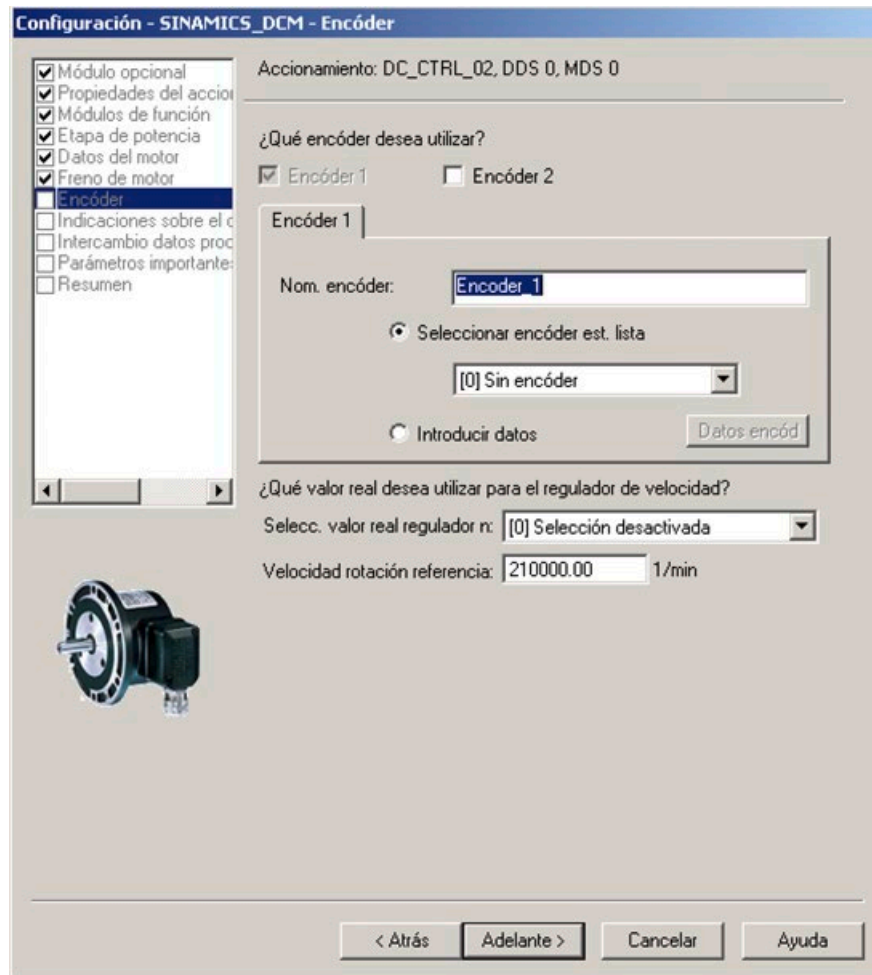 Configuración - SINAMICS_DCM - Encóder
Módulo opcional
Propiedades del accio
Módulos de función
Etapa de potencia
Datos del motor
Freno de motor
Encóder
Indicaciones sobre el
Intercambio datos proc
Parámetros importante
Resumen
Accionamiento: DC_CTRL_02, DDS 0, MDS 0
¿Qué encóder desea utilizar?
Encóder 1 Encóder 2
Encóder 1
Nom. encóder: Encoder_1
Seleccionar encóder est. lista
[0] Sin encóder
Introducir datos Datos encód
¿Qué valor real desea utilizar para el regulador de velocidad?
Selecc. valor real regulador n: [0] Selección desactivada
Velocidad rotación referencia: 210000.00 1/min
< Atrás Adelante > Cancelar Ayuda